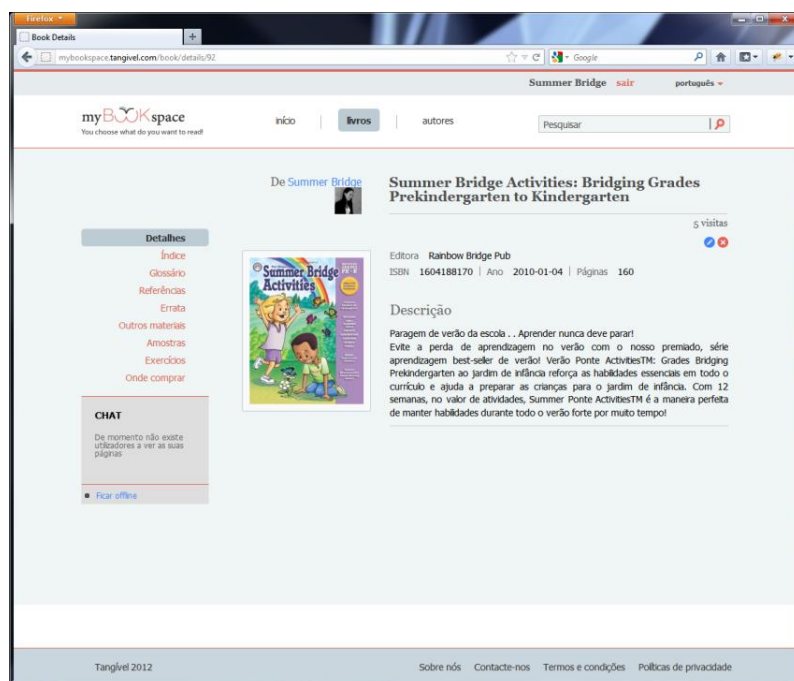 Firefox
Book Details
mybookspace.tangivel.com/book/details/92
Google
Summer Bridge sair português
my BOOK space
You choose what do you want to read!
início | livros | autores
Pesquisar
De Summer Bridge
Summer Bridge Activities: Bridging Grades
Prekindergarten to Kindergarten
5 visitas
Detalhes
Índice
Glossário
Referências
Errata
Outros materiais
Amostras
Exercícios
Onde comprar
CHAT
De momento não existe
utilizadores a ver as suas
páginas
Ficar offline
Summer Bridge
Activities
Editora Rainbow Bridge Pub
ISBN 1604188170 | Ano 2010-01-04 | Páginas 160
Descrição
Paragem de verão da escola . . Aprender nunca deve parar!
Evite a perda de aprendizagem no verão com o nosso premiado, série
aprendizagem best-seller de verão! Verão Ponte ActivitiesTM: Grades Bridging
Prekindergarten ao jardim de infância reforça as habilidades essenciais em todo o
currículo e ajuda a preparar as crianças para o jardim de infância. Com 12
semanas, no valor de atividades, Summer Ponte ActivitiesTM é a maneira perfeita
de manter habilidades durante todo o verão forte por muito tempo!
Tangível 2012
Sobre nós Contacte-nos Termos e condições Políticas de privacidade